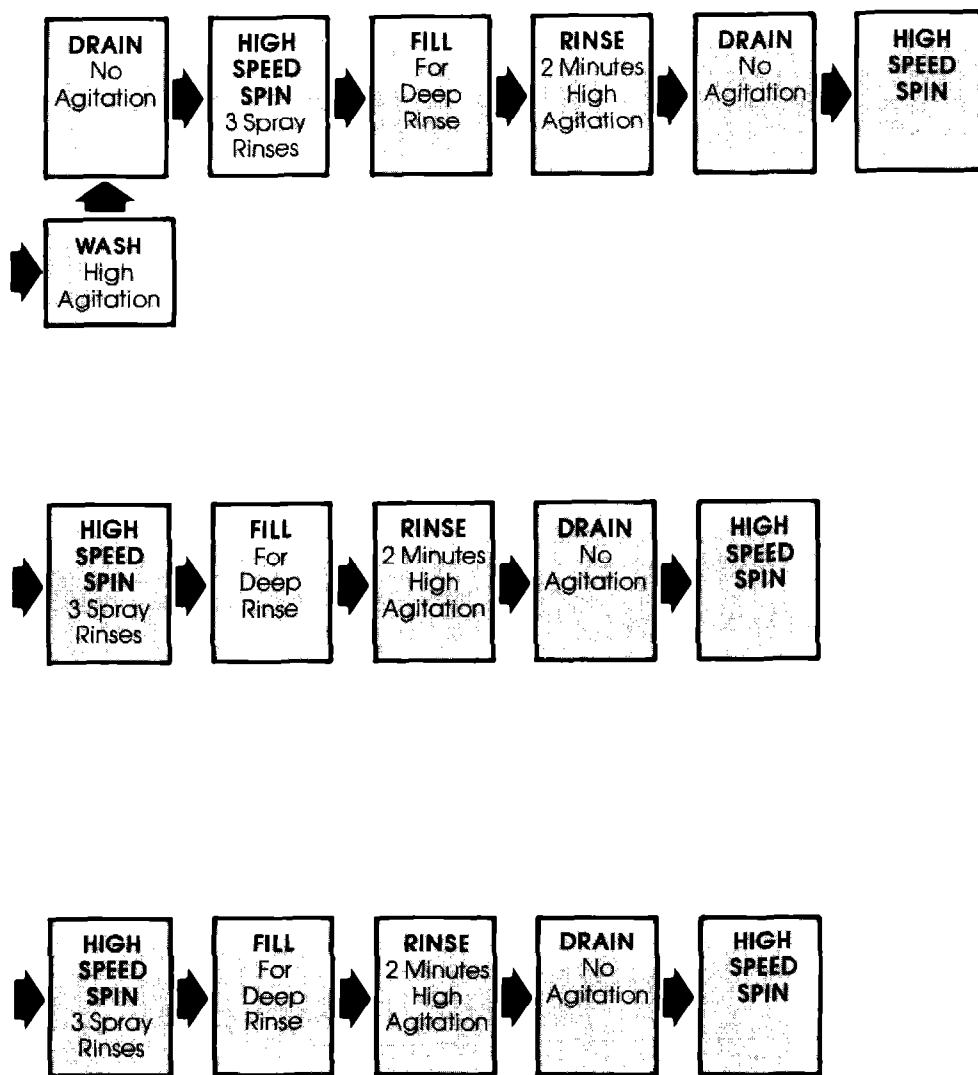 DRAIN
No
Agitation
HIGH
SPEED
SPIN
3 Spray
Rinses
FILL
For
Deep
Rinse
RINSE
2 Minutes
High
Agitation
DRAIN
No
Agitation
HIGH
SPEED
SPIN
WASH
High
Agitation
HIGH
SPEED
SPIN
3 Spray
Rinses
FILL
For
Deep
Rinse
RINSE
2 Minutes
High
Agitation
DRAIN
No
Agitation
HIGH
SPEED
SPIN
HIGH
SPEED
SPIN
3 Spray
Rinses
FILL
For
Deep
Rinse
RINSE
2 Minutes
High
Agitation
DRAIN
No
Agitation
HIGH
SPEED
SPIN